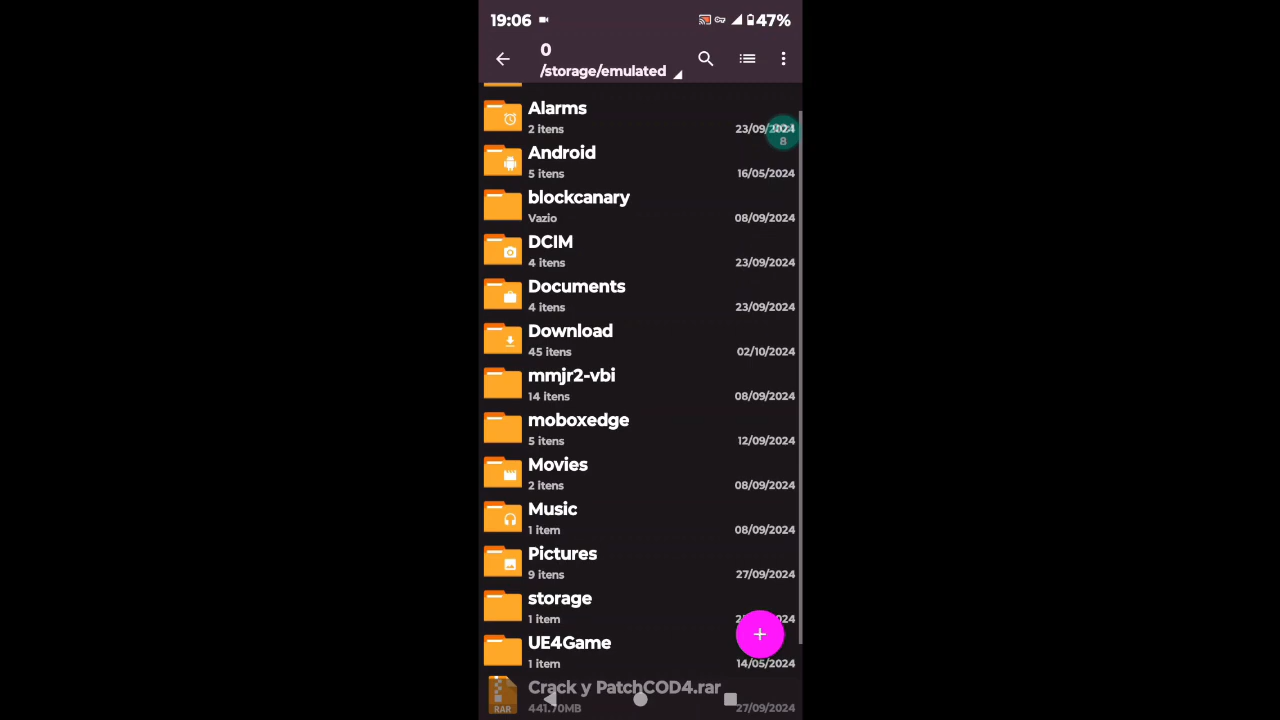 19:06
47%
0
/storage/emulated
Alarms
2 itens
23/09/2024
Android
5 itens
16/05/2024
blockcanary
Vazio
08/09/2024
DCIM
4 itens
23/09/2024
Documents
4 itens
23/09/2024
Download
45 itens
02/10/2024
mmjr2-vbi
14 itens
08/09/2024
moboxedge
5 itens
12/09/2024
Movies
2 itens
08/09/2024
Music
1 item
08/09/2024
Pictures
9 itens
27/09/2024
storage
1 item
UE4Game
1 item
14/05/2024
Crack y PatchCOD4.rar
RAR
441.70MB
27/09/2024